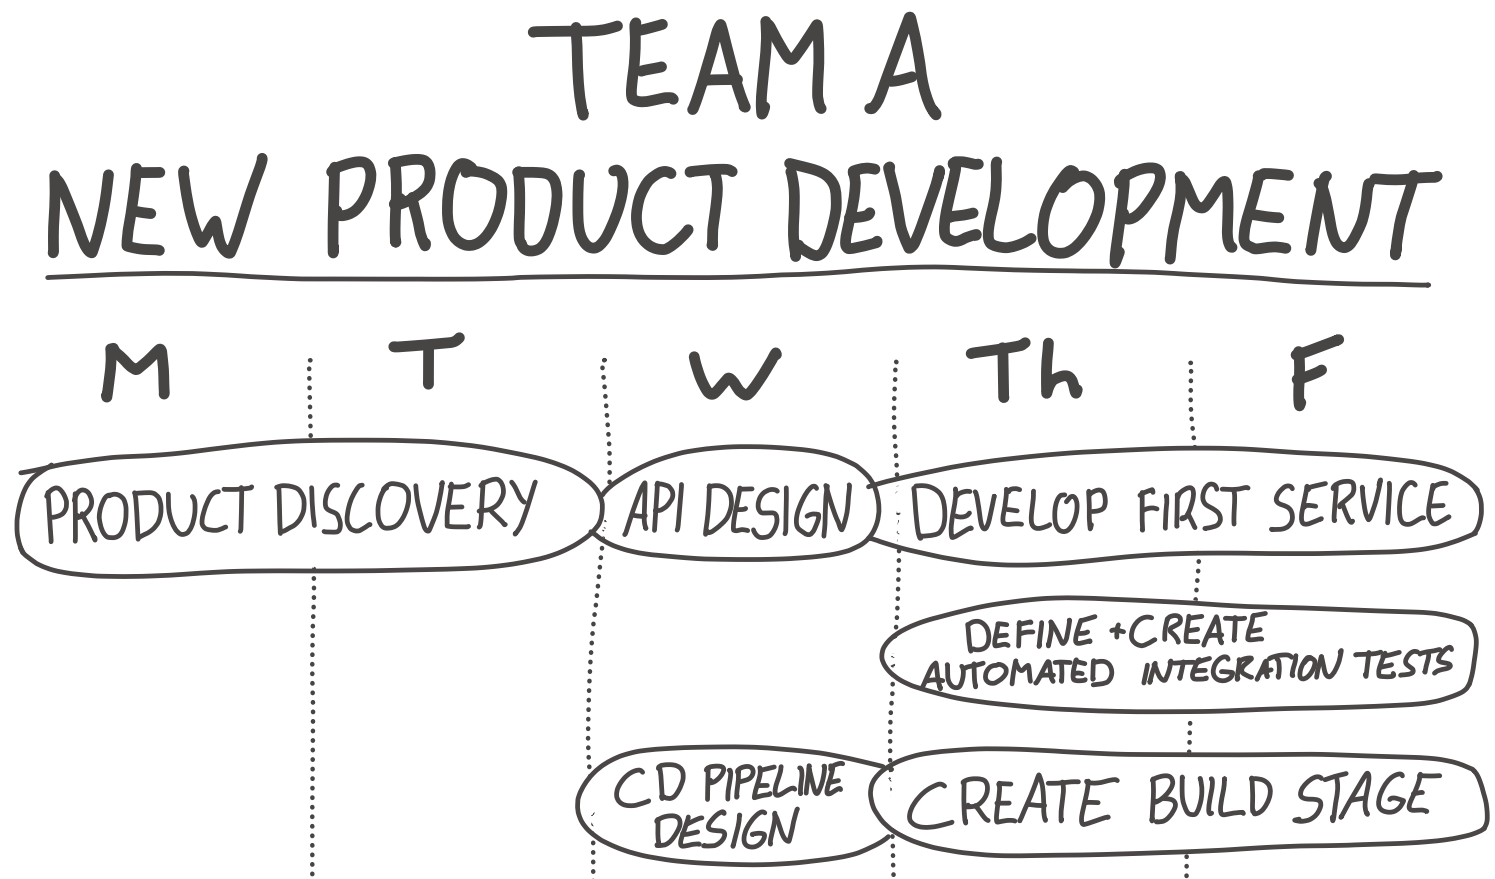 TEAM A
NEW PRODUCT DEVELOPMENT
M T W Th F
PRODUCT DISCOVERY API DESIGN DEVELOP FIRST SERVICE
DEFINE + CREATE
AUTOMATED INTEGRATION TESTS
CD PIPELINE
DESIGN
CREATE BUILD STAGE